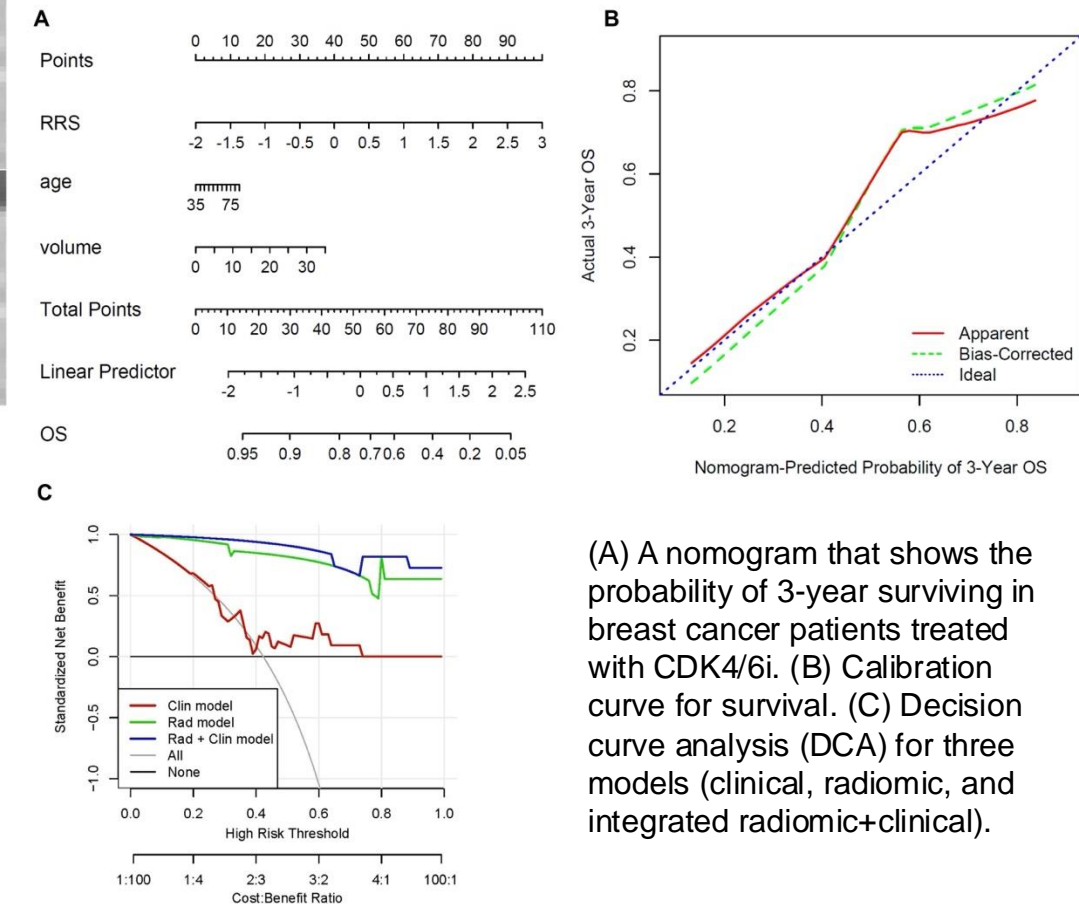 A
Points
0 10 20 30 40 50 60 70 80 90
RRS
-2 -1.5 -1 -0.5 0 0.5 1 1.5 2 2.5 3
age
35 75
volume
0 10 20 30
Total Points
0 10 20 30 40 50 60 70 80 90 110
Linear Predictor
-2 -1 0 0.5 1 1.5 2 2.5
OS
0.95 0.9 0.8 0.7 0.6 0.4 0.2 0.05
B
Actual 3-Year OS
0.8
0.6
0.4
0.2
Apparent
Bias-Corrected
Ideal
0.2 0.4 0.6 0.8
Nomogram-Predicted Probability of 3-Year OS
C
Standardized Net Benefit
1.0
0.5
0.0
-0.5
-1.0
Clin model
Rad model
Rad + Clin model
All
None
0.0 0.2 0.4 0.6 0.8 1.0
High Risk Threshold
1:100 1:4 2:3 3:2 4:1 100:1
Cost:Benefit Ratio
(A) A nomogram that shows the
probability of 3-year surviving in
breast cancer patients treated
with CDK4/6i. (B) Calibration
curve for survival. (C) Decision
curve analysis (DCA) for three
models (clinical, radiomic, and
integrated radiomic+clinical).